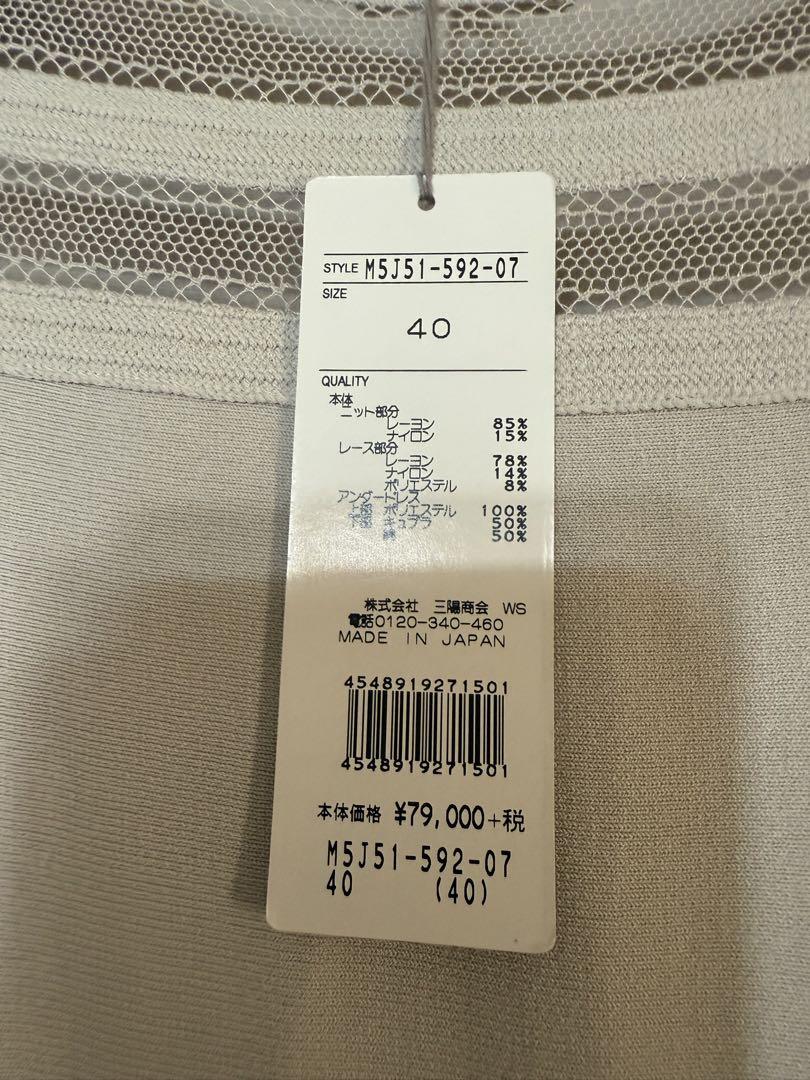 STYLE M5J51-592-07
SIZE
40
QUALITY
本体
ニット部分
レーヨン 85%
ナイロン 15%
レース部分
レーヨン 78%
ナイロン 14%
ポリエステル 8%
アンダードレス
上部 ポリエステル 100%
下部 キュプラ 50%
綿 50%
株式会社 三陽商会 WS
電話0120-340-460
MADE IN JAPAN
4548919271501
4548919271501
本体価格 ¥79,000+税
M5J51-592-07
40 (40)